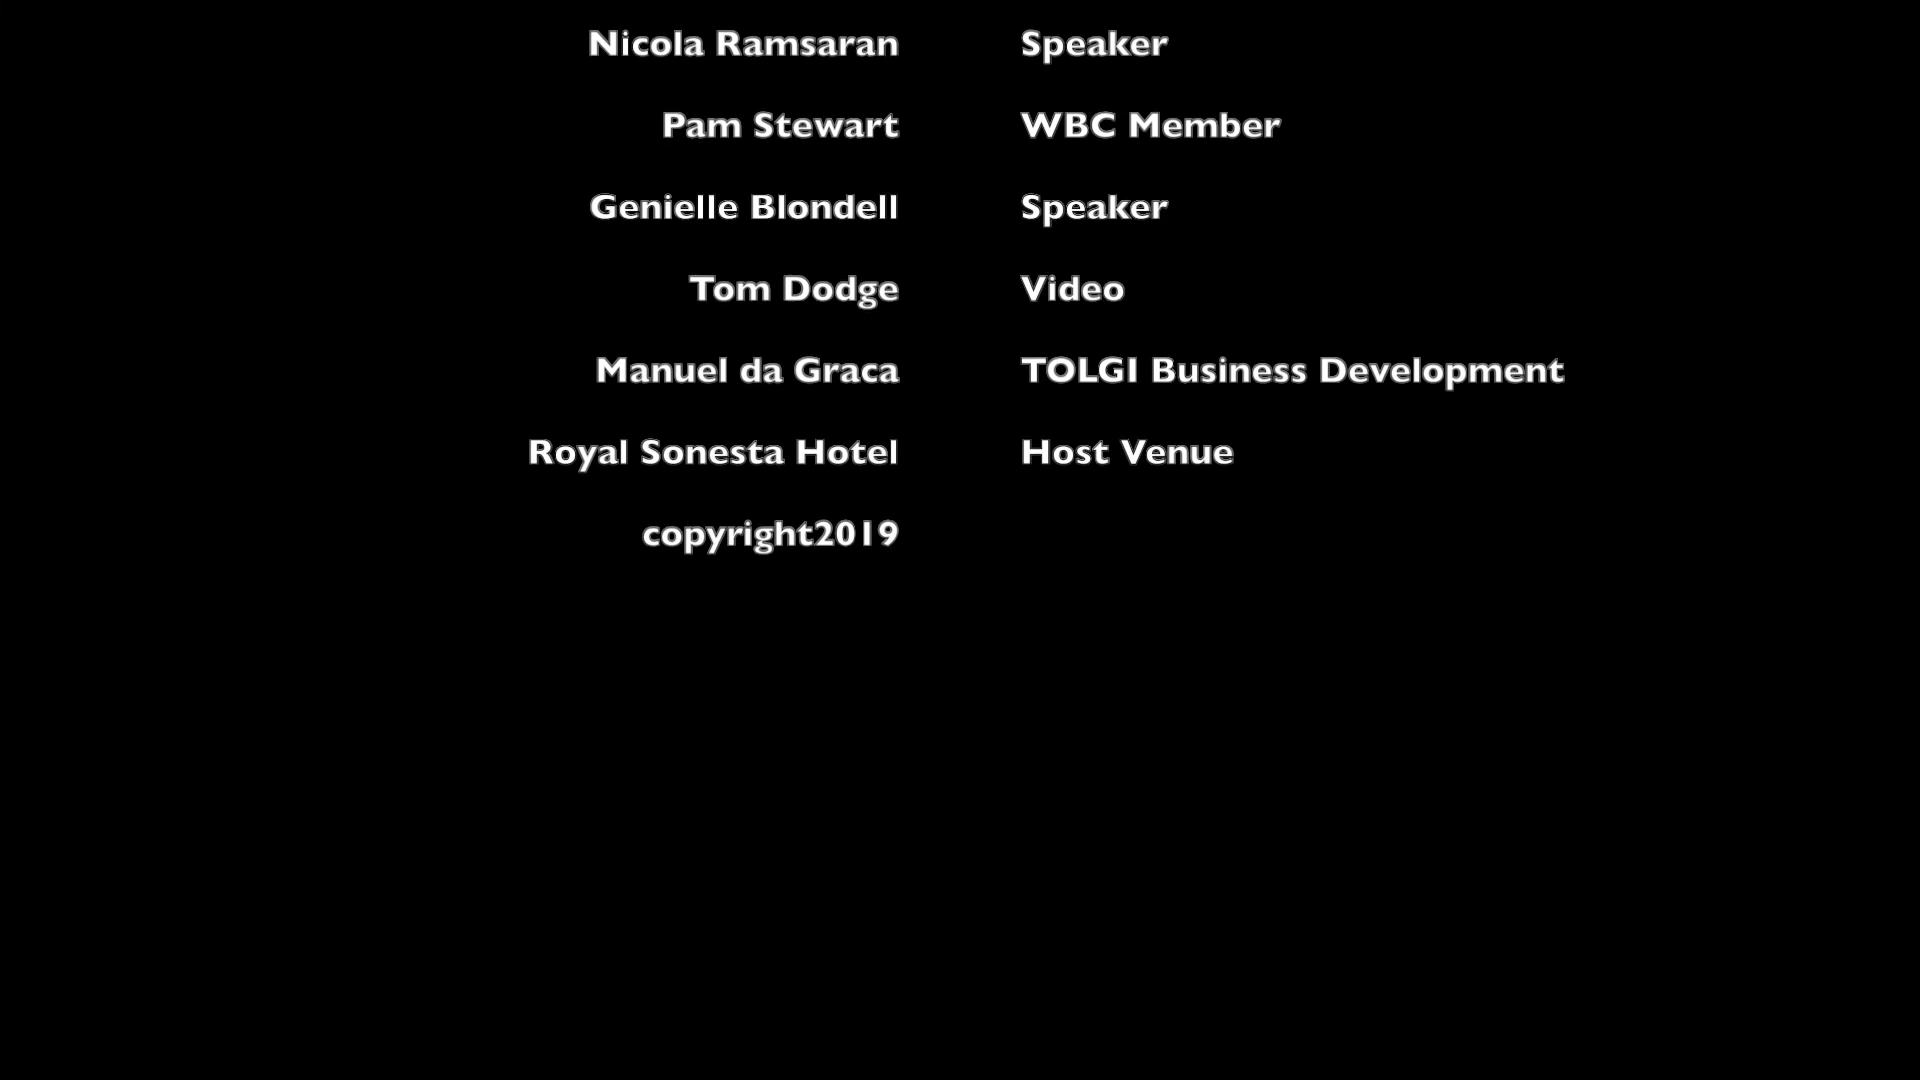 Nicola Ramsaran Speaker
Pam Stewart WBC Member
Genielle Blondell Speaker
Tom Dodge Video
Manuel da Graca TOLGI Business Development
Royal Sonesta Hotel Host Venue
copyright2019